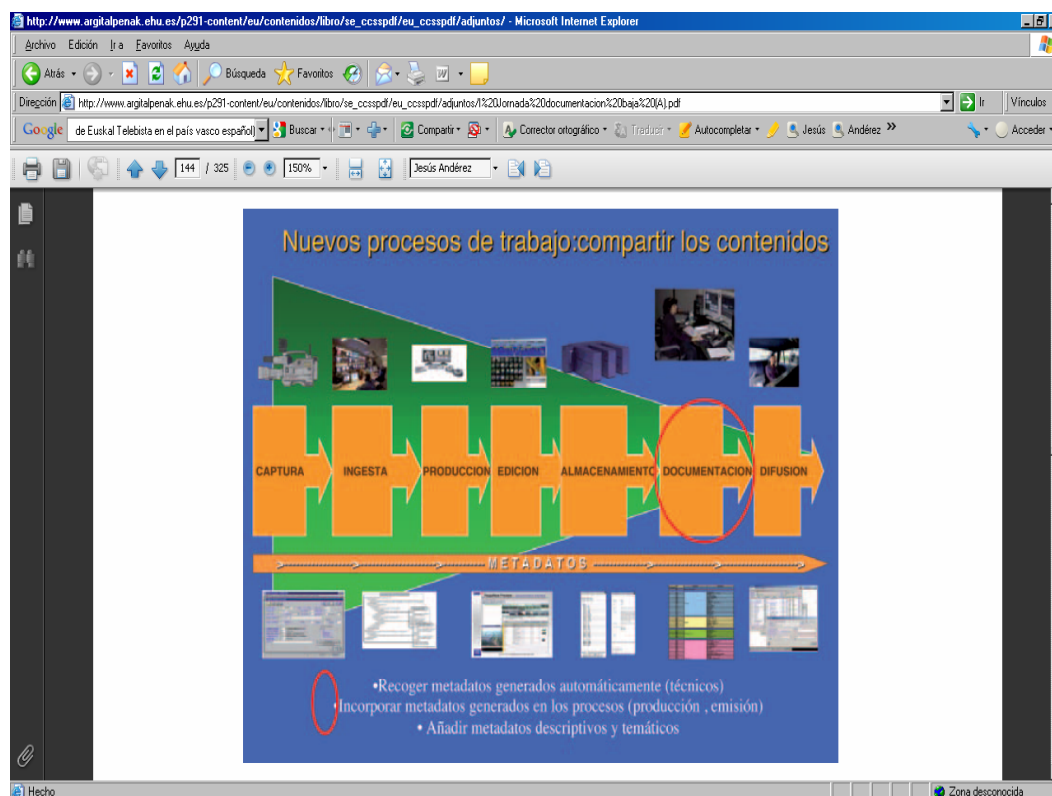 http://www.argitalpenak.ehu.es/p291-content/eu/contenidos/libro/se_ccsspdf/eu_ccsspdf/adjuntos/ - Microsoft Internet Explorer
Archivo Edición Ir a Favoritos Ayuda
Atrás Búsqueda Favoritos
Dirección http://www.argitalpenak.ehu.es/p291-content/eu/contenidos/libro/se_ccsspdf/eu_ccsspdf/adjuntos/I%20Jornada%20documentacion%20baja%20(A).pdf Ir Vínculos
Google de Euskal Telebista en el país vasco español) Buscar Compartir Corrector ortográfico Traducir Autocompletar Jesús Andérez » Acceder
144 / 325 150% Jesús Andérez
Nuevos procesos de trabajo:compartir los contenidos
CAPTURA INGESTA PRODUCCION EDICION ALMACENAMIENTO DOCUMENTACION DIFUSION
METADATOS
•Recoger metadatos generados automáticamente (técnicos)
•Incorporar metadatos generados en los procesos (producción , emisión)
• Añadir metadatos descriptivos y temáticos
Hecho Zona desconocida